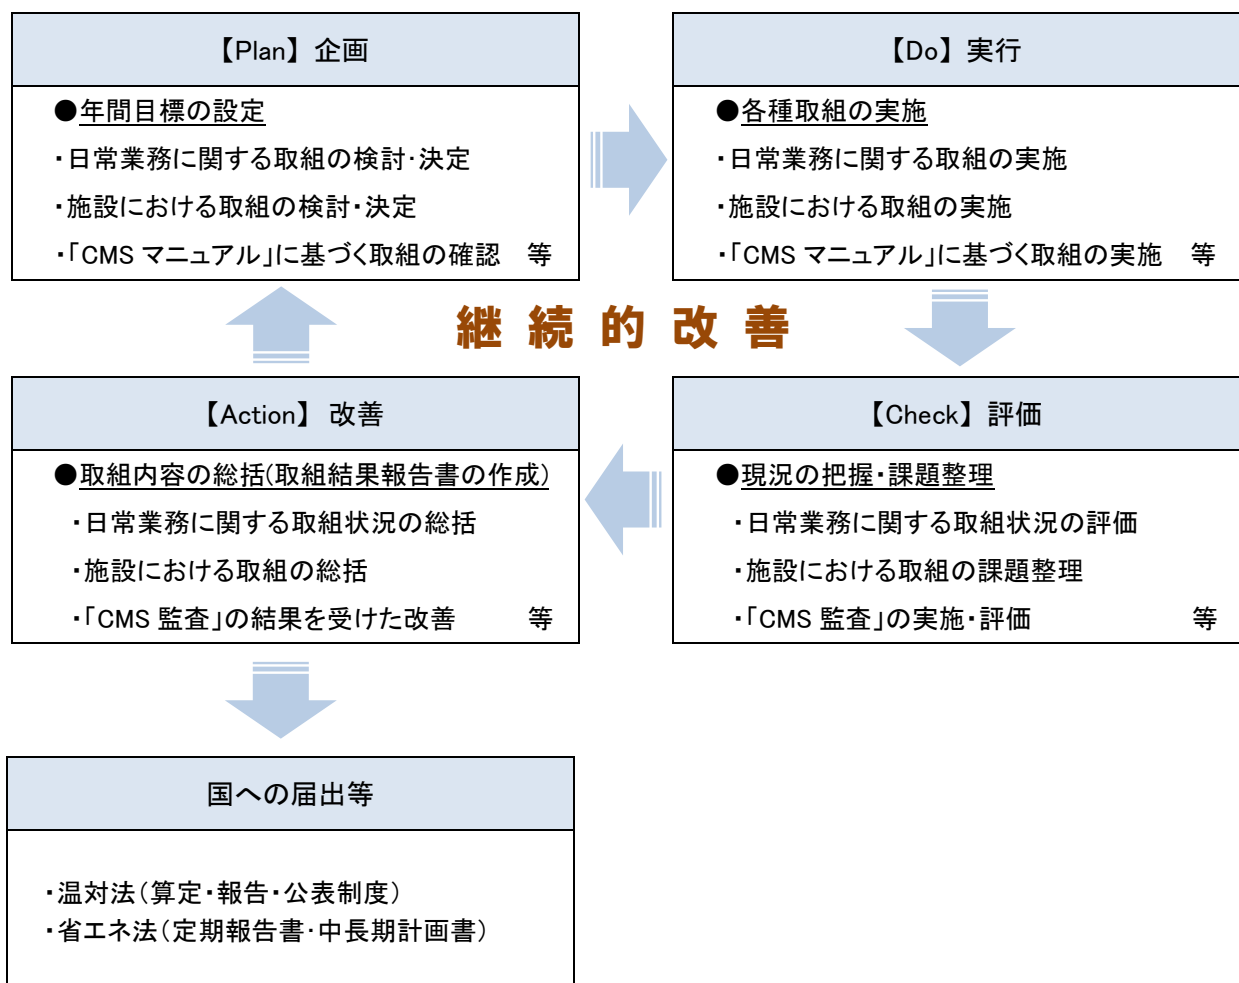 【Plan】 企画
●年間目標の設定
・日常業務に関する取組の検討・決定
・施設における取組の検討・決定
・「CMS マニュアル」に基づく取組の確認　等
【Do】 実行
●各種取組の実施
・日常業務に関する取組の実施
・施設における取組の実施
・「CMS マニュアル」に基づく取組の実施　等
継続的改善
【Action】 改善
●取組内容の総括(取組結果報告書の作成)
・日常業務に関する取組状況の総括
・施設における取組の総括
・「CMS 監査」の結果を受けた改善　等
【Check】 評価
●現況の把握・課題整理
・日常業務に関する取組状況の評価
・施設における取組の課題整理
・「CMS 監査」の実施・評価　等
国への届出等
・温対法（算定・報告・公表制度）
・省エネ法（定期報告書・中長期計画書）